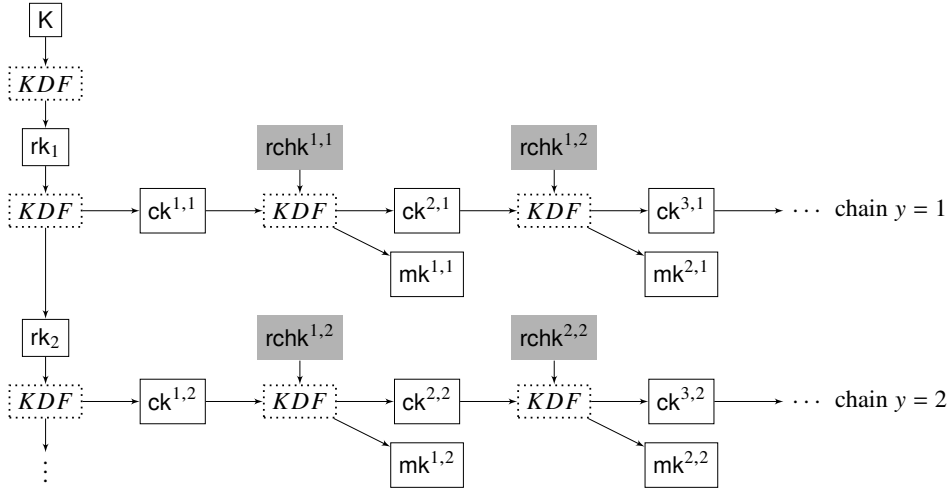 K
KDF
rk₁
rchk¹,¹ rchk¹,²
KDF ck¹,¹ KDF ck²,¹ KDF ck³,¹ ⋯ chain y = 1
mk¹,¹ mk²,¹
rk₂
rchk¹,² rchk²,²
KDF ck¹,² KDF ck²,² KDF ck³,² ⋯ chain y = 2
mk¹,² mk²,²
⋮